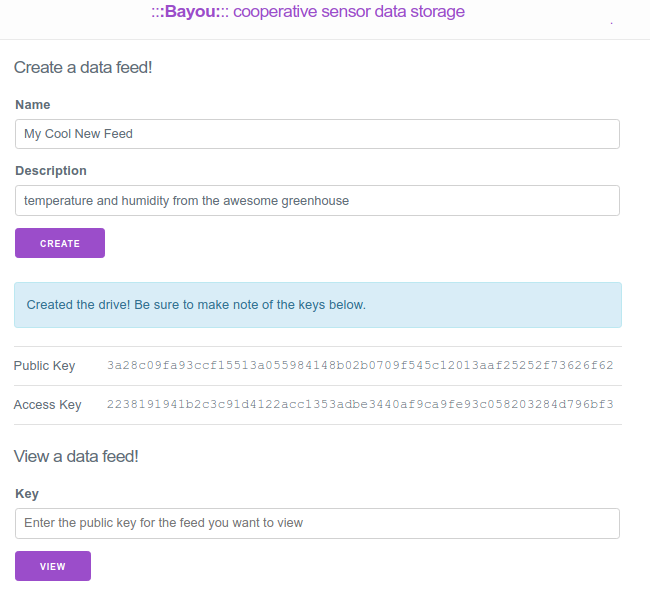 ::::Bayou:::: cooperative sensor data storage
Create a data feed!
Name
My Cool New Feed
Description
temperature and humidity from the awesome greenhouse
CREATE
Created the drive! Be sure to make note of the keys below.
Public Key 3a28c09fa93ccf15513a055984148b02b0709f545c12013aaf25252f73626f62
Access Key 2238191941b2c3c91d4122acc1353adbe3440af9ca9fe93c058203284d796bf3
View a data feed!
Key
Enter the public key for the feed you want to view
VIEW